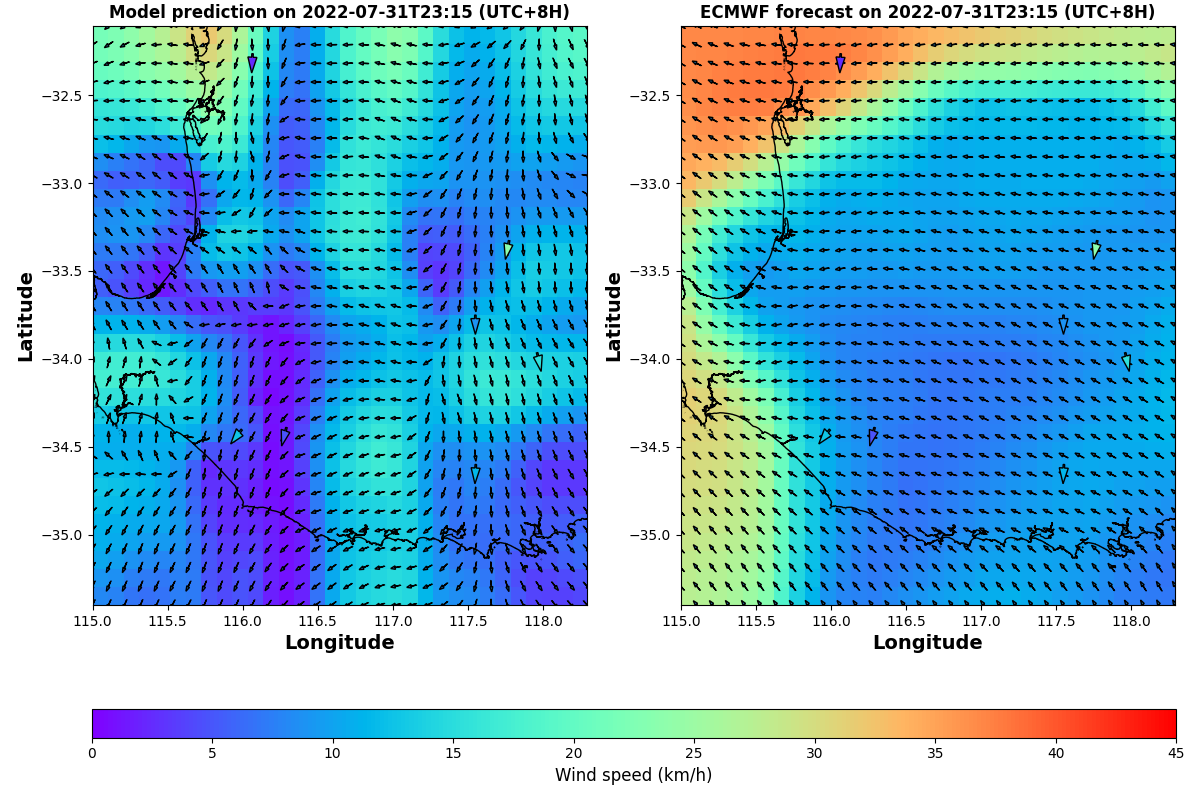 Model prediction on 2022-07-31T23:15 (UTC+8H)
ECMWF forecast on 2022-07-31T23:15 (UTC+8H)
−32.5
−33.0
−33.5
−34.0
−34.5
−35.0
Latitude
115.0 115.5 116.0 116.5 117.0 117.5 118.0
Longitude
−32.5
−33.0
−33.5
−34.0
−34.5
−35.0
Latitude
115.0 115.5 116.0 116.5 117.0 117.5 118.0
Longitude
0 5 10 15 20 25 30 35 40 45
Wind speed (km/h)